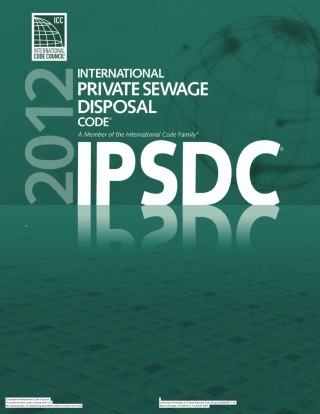 ICC
INTERNATIONAL
CODE COUNCIL®
2012
INTERNATIONAL
PRIVATE SEWAGE
DISPOSAL
CODE®
A Member of the International Code Family®
IPSDC®